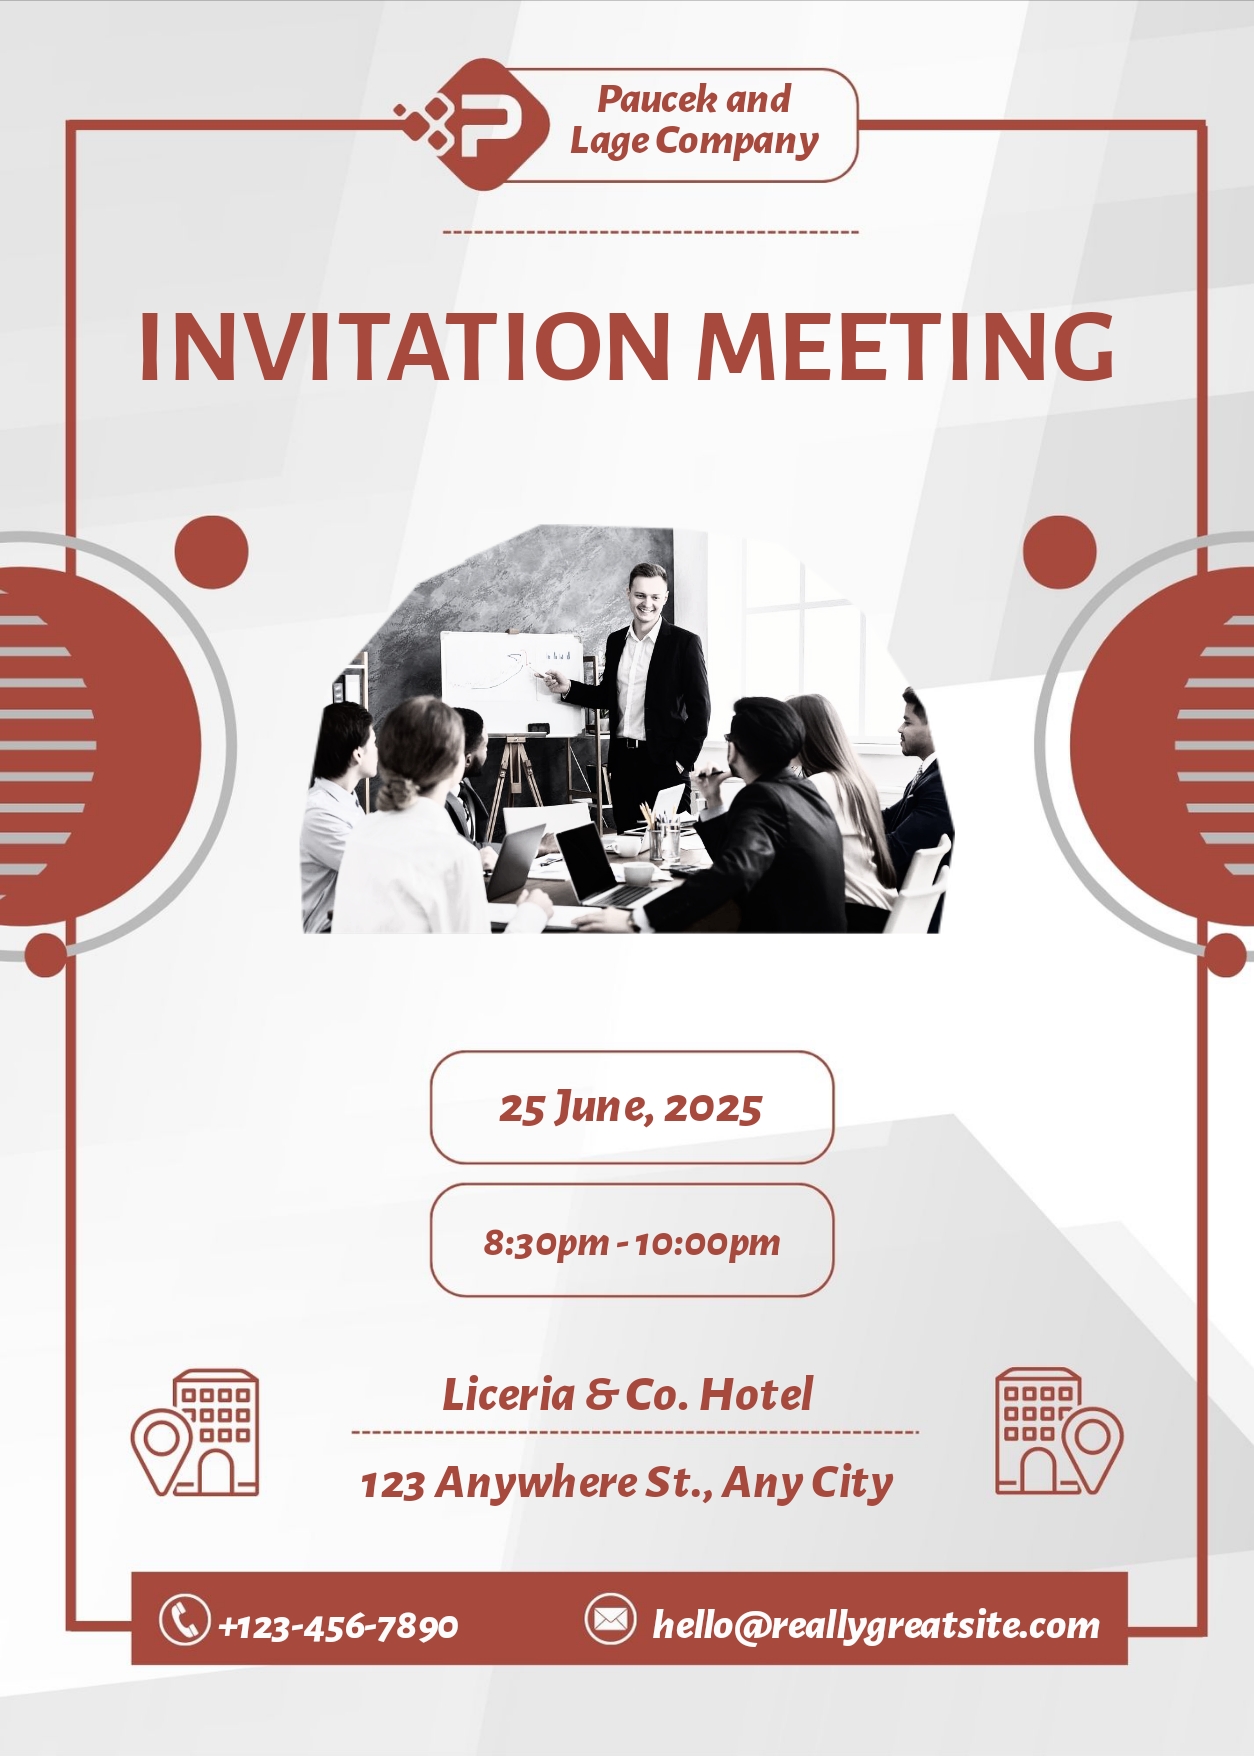 Paucek and
Lage Company
INVITATION MEETING
25 June, 2025
8:30pm - 10:00pm
Liceria & Co. Hotel
123 Anywhere St., Any City
+123-456-7890
hello@reallygreatsite.com